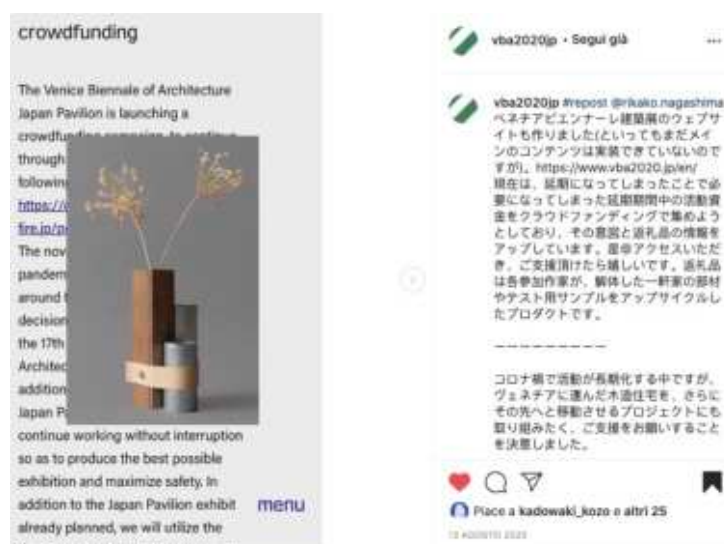 crowdfunding
The Venice Biennale of Architecture
Japan Pavilion is launching a
through
following
The nov
pandem
around
decision
the 17th
Architec
addition
Japan P
continue working without interruption
so as to produce the best possible
exhibition and maximize safety. In
addition to the Japan Pavilion exhibit
already planned, we will utilize the
menu
vba2020jp • Segui già
vba2020jp #repost @rikako.nagashima
ベネチアビエンナーレ建築展のウェブサ
イトも作りました(といってもまだメイ
ンのコンテンツは実装できていないので
すが)。https://www.vba2020.jp/en/
現在は、延期になってしまったことで必
要になってしまった延期期間中の活動資
金をクラウドファンディングで集めよう
としており、その意図と返礼品の情報を
アップしています。是非アクセスいただ
き、ご支援頂けたら嬉しいです。返礼品
は各参加作家が、解体した一軒家の部材
やテスト用サンプルをアップサイクルし
たプロダクトです。
ーーーーーーーーー
コロナ禍で活動が長期化する中ですが、
ヴェネチアに運んだ木造住宅を、さらに
その先へと移動させるプロジェクトにも
取り組みたく、ご支援をお願いすること
を決意しました。
Piace a kadowaki_kozo e altri 25
13 AGOSTO 2020